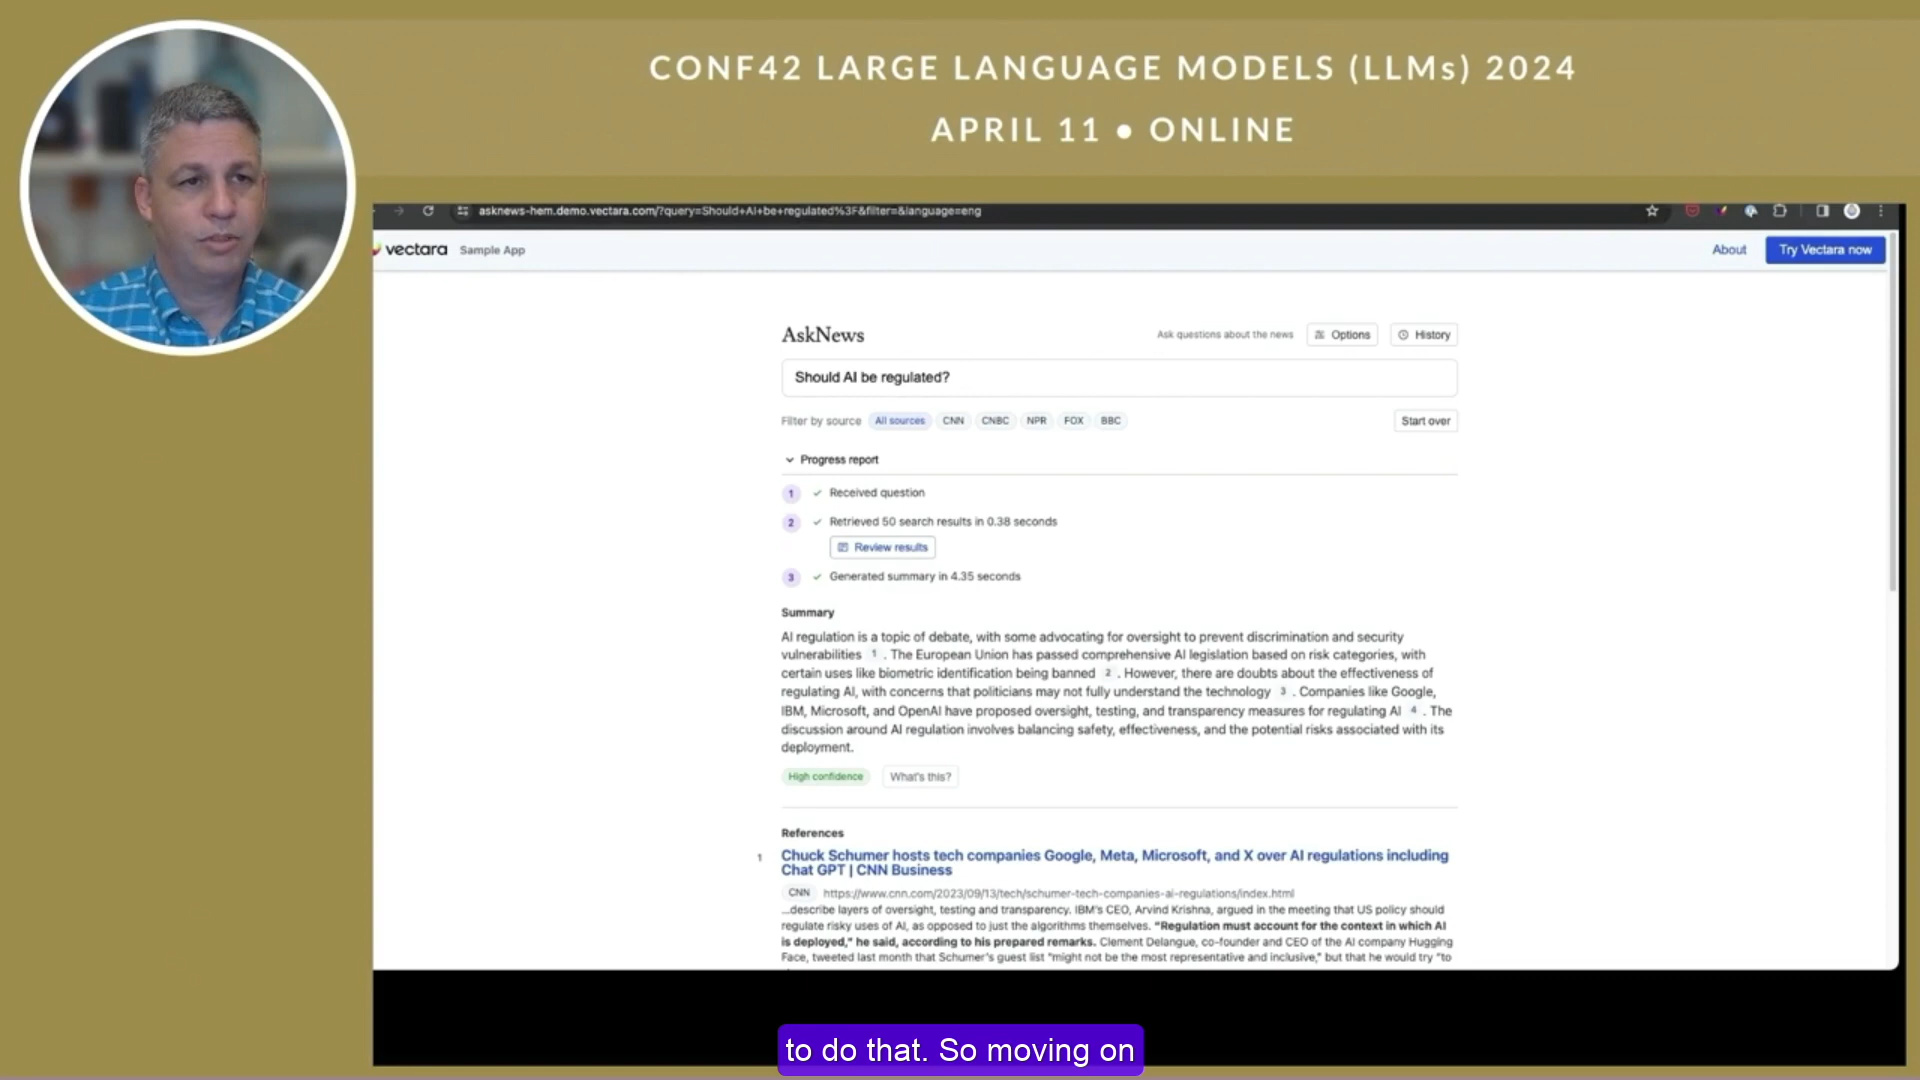 CONF42 LARGE LANGUAGE MODELS (LLMs) 2024
APRIL 11 • ONLINE
asknews-hem.demo.vectara.com/?query=Should+AI+be+regulated%3F&filter=&language=eng
vectara Sample App About Try Vectara now
AskNews Ask questions about the news Options History
Should AI be regulated?
Filter by source All sources CNN CNBC NPR FOX BBC Start over
Progress report
1 Received question
2 Retrieved 50 search results in 0.38 seconds
Review results
3 Generated summary in 4.35 seconds
Summary
AI regulation is a topic of debate, with some advocating for oversight to prevent discrimination and security
vulnerabilities 1 . The European Union has passed comprehensive AI legislation based on risk categories, with
certain uses like biometric identification being banned 2 . However, there are doubts about the effectiveness of
regulating AI, with concerns that politicians may not fully understand the technology 3 . Companies like Google,
IBM, Microsoft, and OpenAI have proposed oversight, testing, and transparency measures for regulating AI 4 . The
discussion around AI regulation involves balancing safety, effectiveness, and the potential risks associated with its
deployment.
High confidence What's this?
References
1 Chuck Schumer hosts tech companies Google, Meta, Microsoft, and X over AI regulations including
Chat GPT | CNN Business
CNN https://www.cnn.com/2023/09/13/tech/schumer-tech-companies-ai-regulations/index.html
...describe layers of oversight, testing and transparency. IBM's CEO, Arvind Krishna, argued in the meeting that US policy should
regulate risky uses of AI, as opposed to just the algorithms themselves. "Regulation must account for the context in which AI
is deployed," he said, according to his prepared remarks. Clement Delangue, co-founder and CEO of the AI company Hugging
Face, tweeted last month that Schumer's guest list "might not be the most representative and inclusive," but that he would try "to
to do that. So moving on